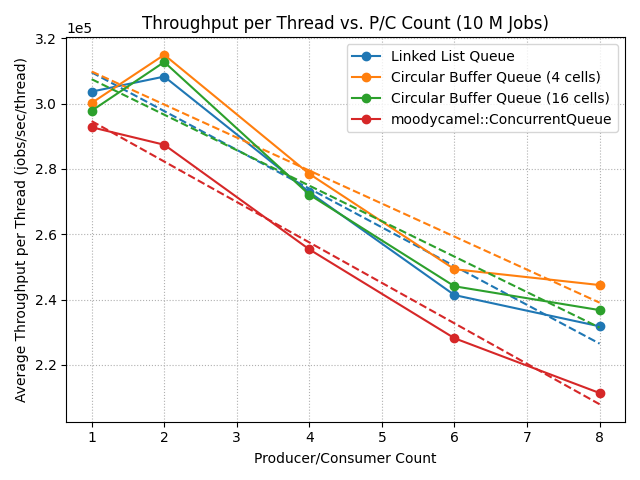 Throughput per Thread vs. P/C Count (10 M Jobs)
1e5
3.2
3.0
2.8
2.6
2.4
2.2
Average Throughput per Thread (jobs/sec/thread)
Linked List Queue
Circular Buffer Queue (4 cells)
Circular Buffer Queue (16 cells)
moodycamel::ConcurrentQueue
1 2 3 4 5 6 7 8
Producer/Consumer Count